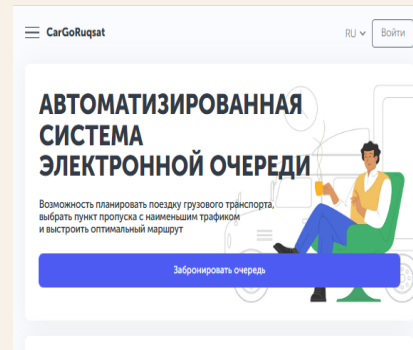 CarGoRuqsat
RU
Войти
АВТОМАТИЗИРОВАННАЯ
СИСТЕМА
ЭЛЕКТРОННОЙ ОЧЕРЕДИ
Возможность планировать поездку грузового транспорта,
выбрать пункт пропуска с наименьшим трафиком
и выстроить оптимальный маршрут
Забронировать очередь